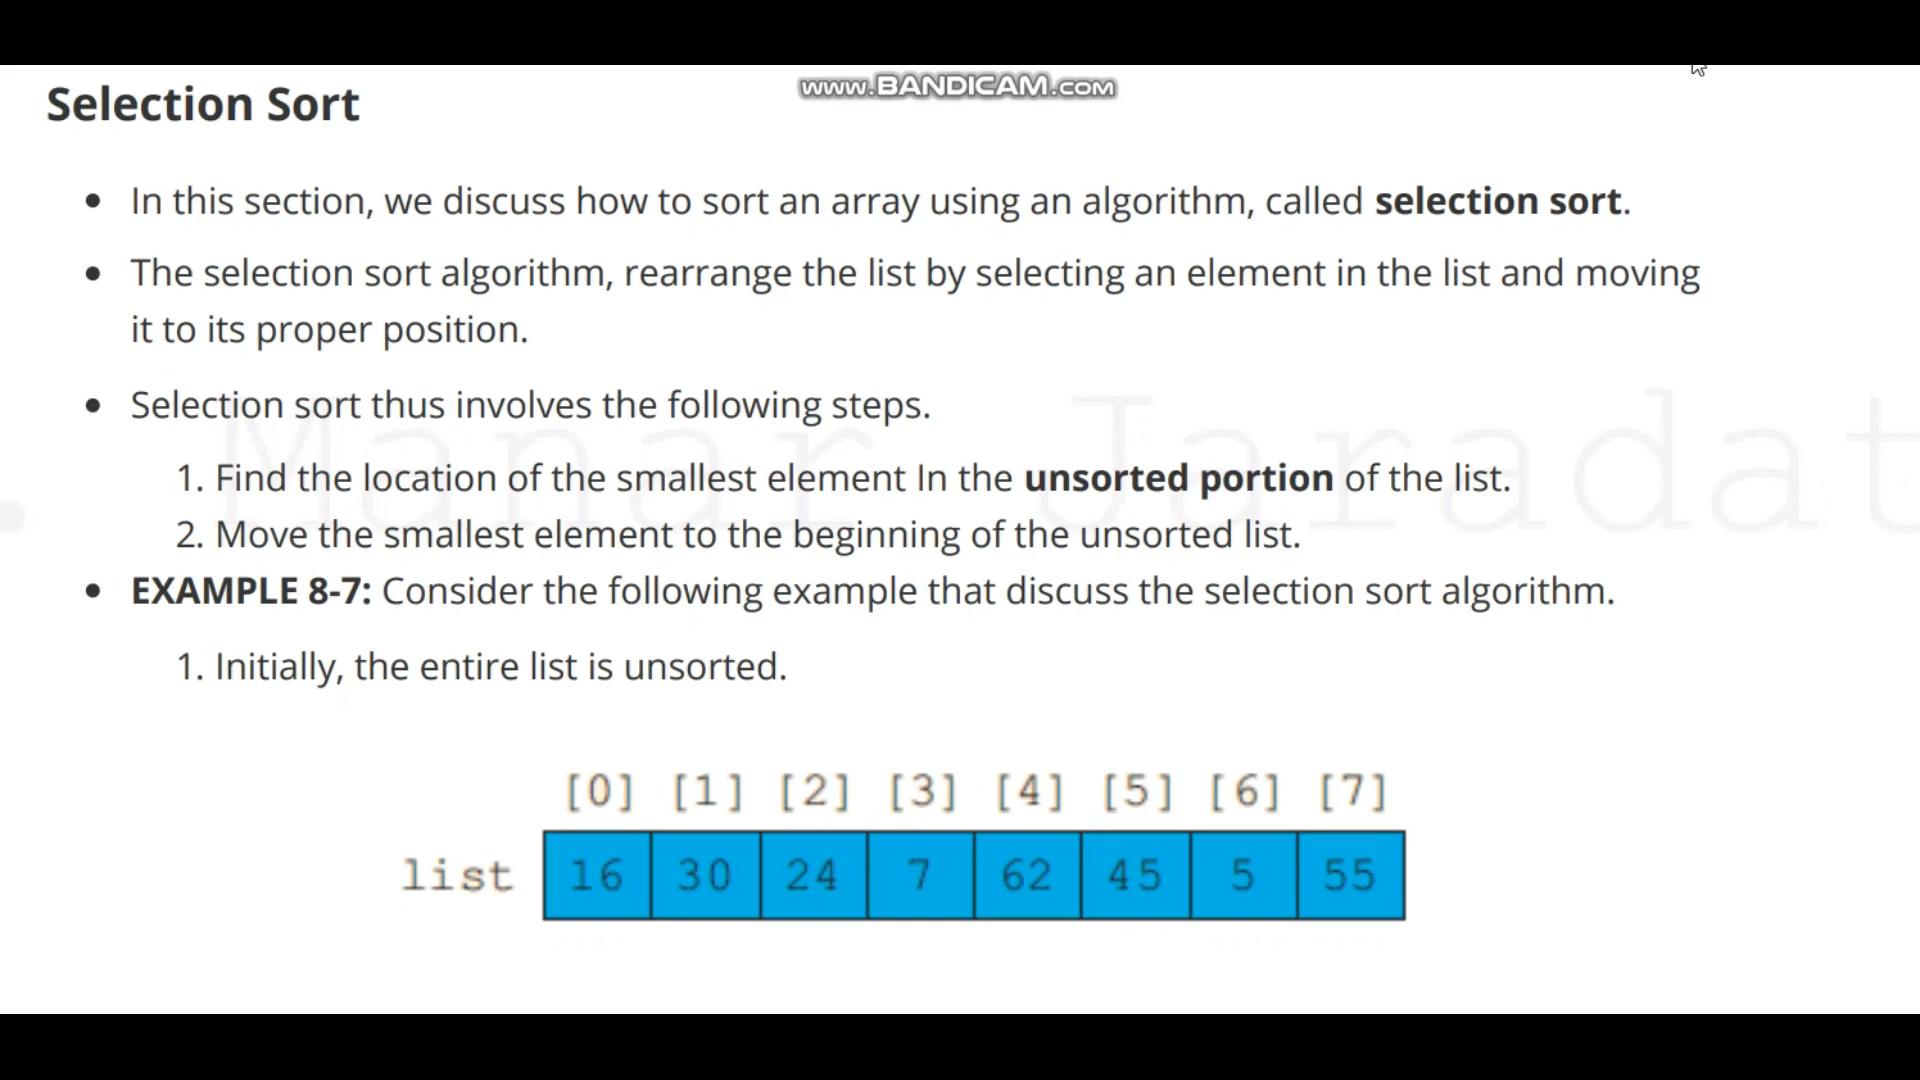 www.BANDICAM.com
Selection Sort
• In this section, we discuss how to sort an array using an algorithm, called selection sort.
• The selection sort algorithm, rearrange the list by selecting an element in the list and moving
it to its proper position.
• Selection sort thus involves the following steps.
Manar Jaradat
1. Find the location of the smallest element In the unsorted portion of the list.
2. Move the smallest element to the beginning of the unsorted list.
• EXAMPLE 8-7: Consider the following example that discuss the selection sort algorithm.
1. Initially, the entire list is unsorted.
[0] [1] [2] [3] [4] [5] [6] [7]
list 16 30 24 7 62 45 5 55